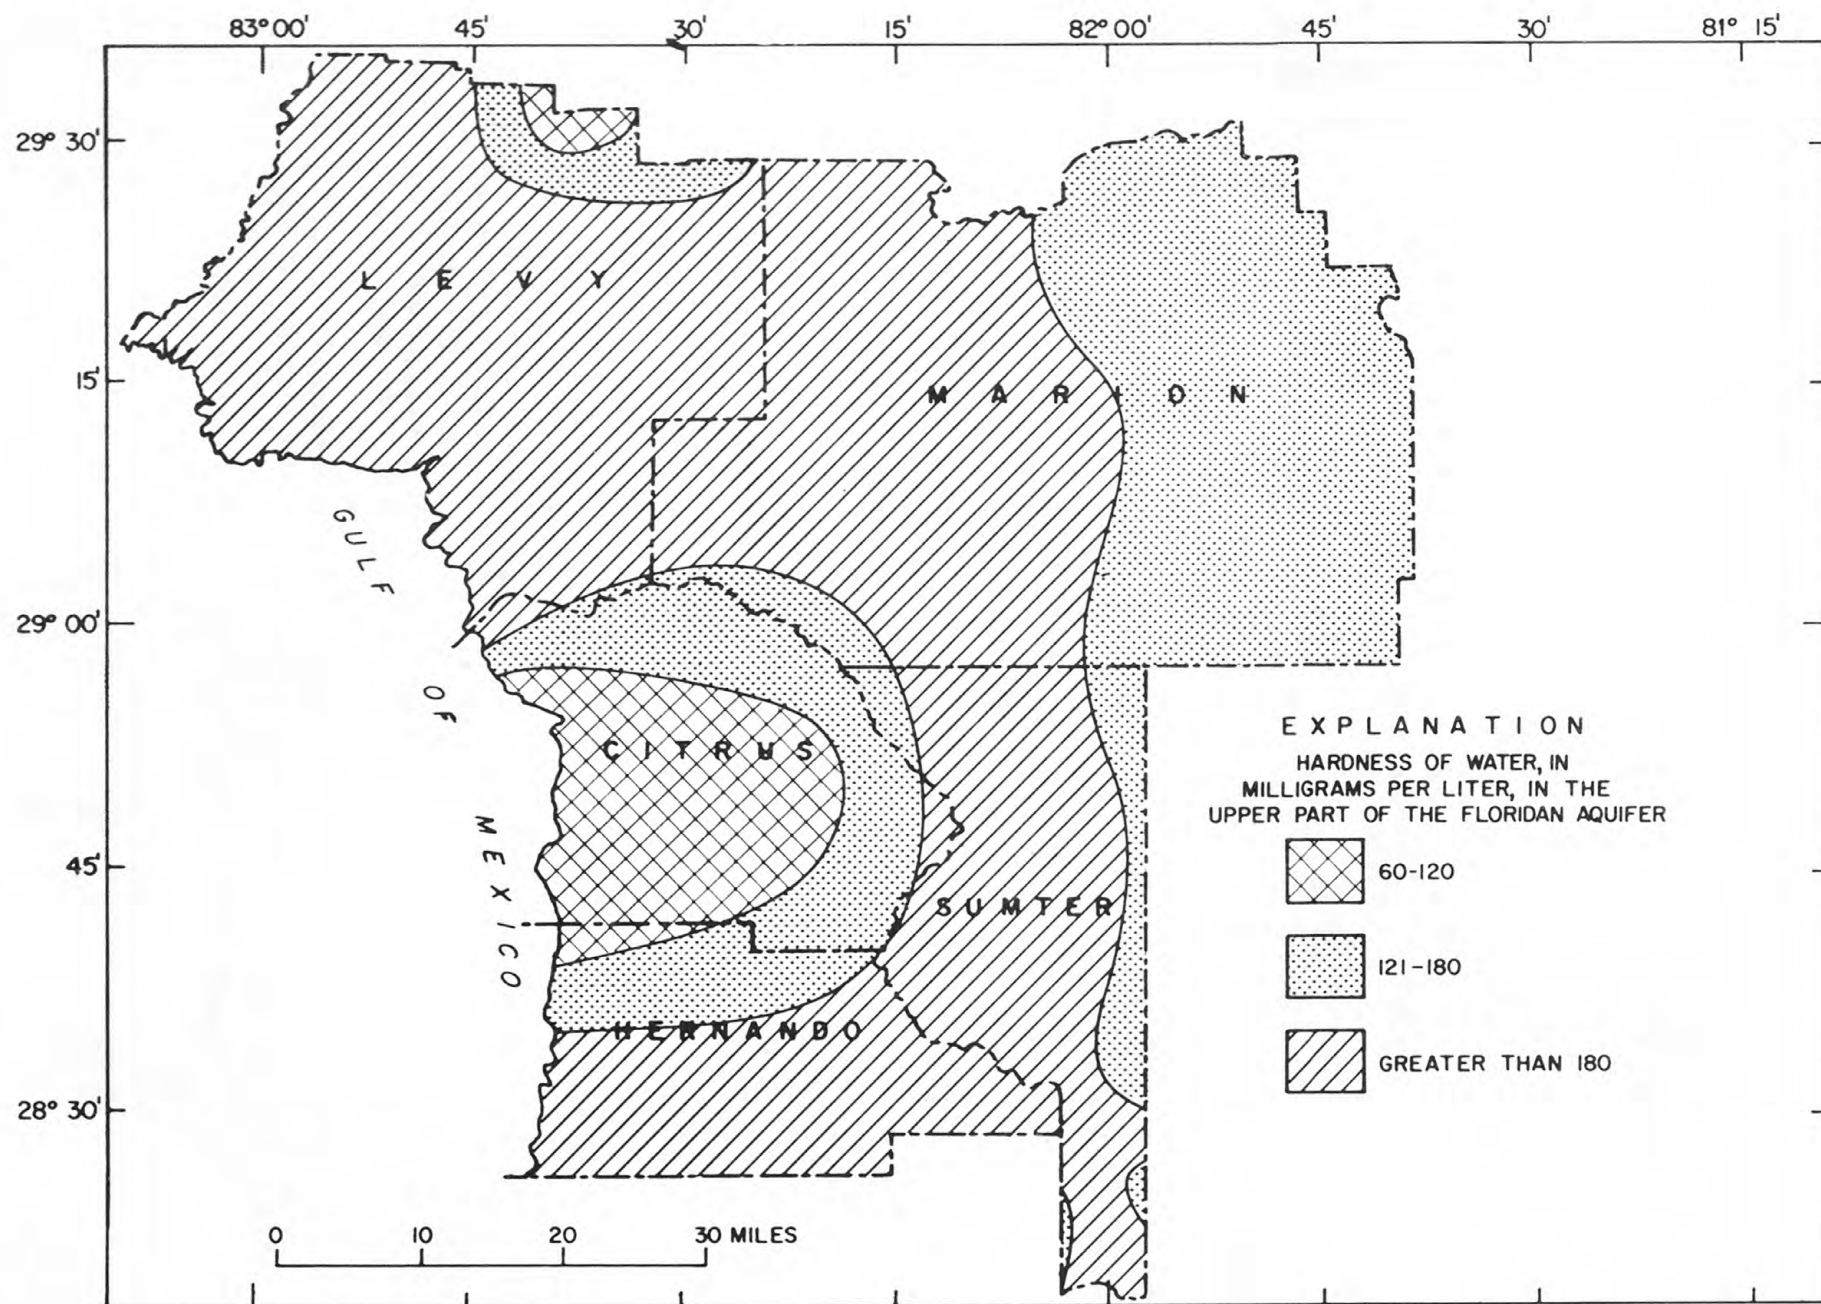 83° 00' 45' 30' 15' 82° 00' 45' 30' 81° 15'
29° 30'
LEVY
15'
MARION
GULF
29° 00'
OF
EXPLANATION
CITRUS
HARDNESS OF WATER, IN
MILLIGRAMS PER LITER, IN THE
UPPER PART OF THE FLORIDAN AQUIFER
MEXICO
45'
60-120
SUMTER
121-180
HERNANDO
GREATER THAN 180
28° 30'
0 10 20 30 MILES